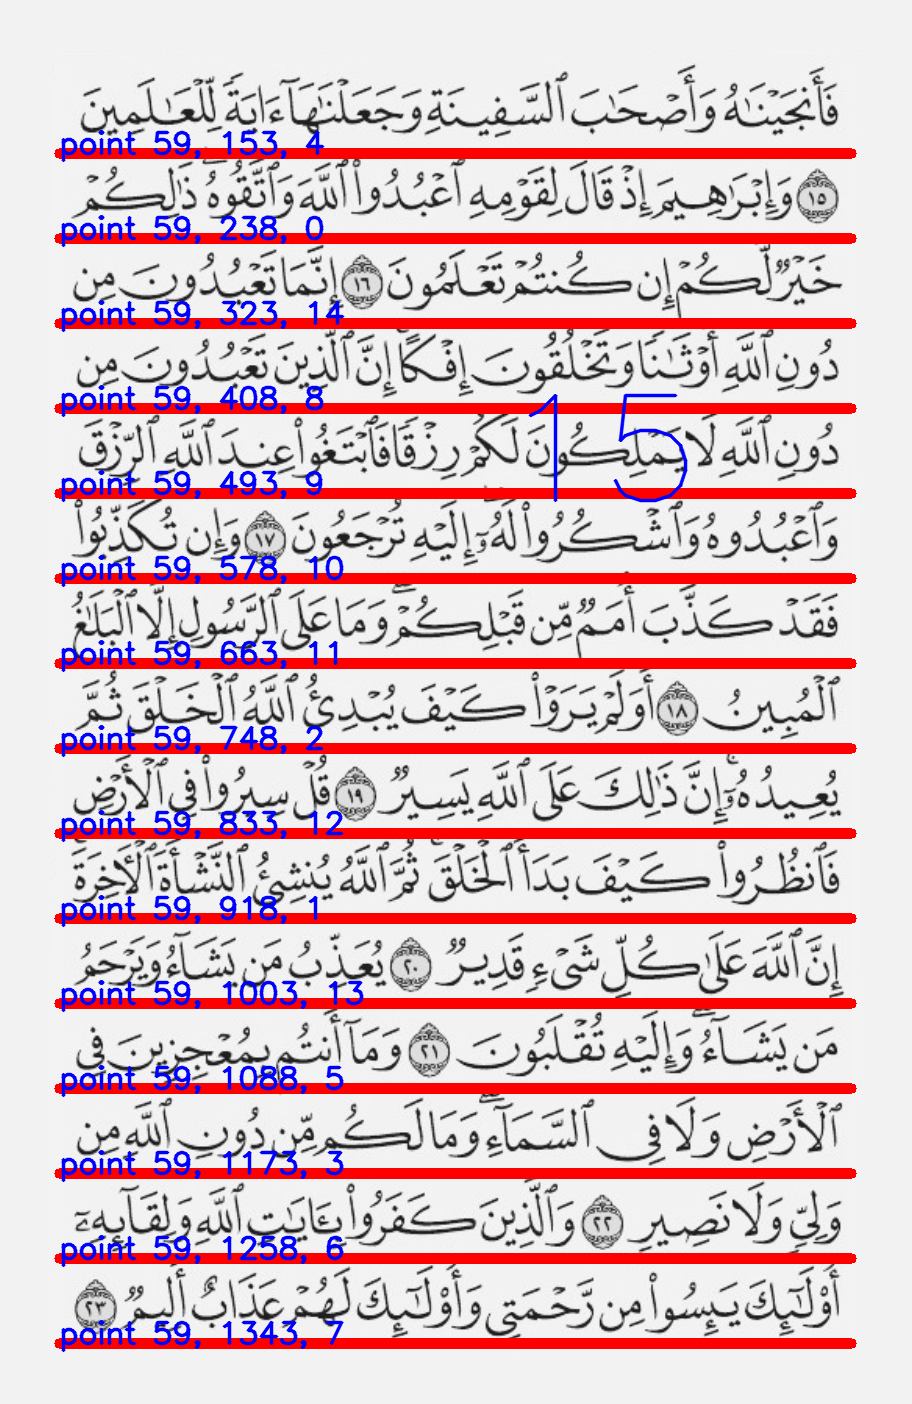 فَأَنجَيْنَٰهُ وَأَصْحَٰبَ ٱلسَّفِينَةِ وَجَعَلْنَٰهَآ ءَايَةً لِّلْعَٰلَمِينَ
point 59, 153, 4
١٥ وَإِبْرَٰهِيمَ إِذْ قَالَ لِقَوْمِهِ ٱعْبُدُوا۟ ٱللَّهَ وَٱتَّقُوهُ ۖ ذَٰلِكُمْ
point 59, 238, 0
خَيْرٌ لَّكُمْ إِن كُنتُمْ تَعْلَمُونَ ١٦ إِنَّمَا تَعْبُدُونَ مِن
point 59, 323, 14
دُونِ ٱللَّهِ أَوْثَٰنًا وَتَخْلُقُونَ إِفْكًا ۚ إِنَّ ٱلَّذِينَ تَعْبُدُونَ مِن
point 59, 408, 8
15
دُونِ ٱللَّهِ لَا يَمْلِكُونَ لَكُمْ رِزْقًا فَٱبْتَغُوا۟ عِندَ ٱللَّهِ ٱلرِّزْقَ
point 59, 493, 9
وَٱعْبُدُوهُ وَٱشْكُرُوا۟ لَهُۥٓ ۖ إِلَيْهِ تُرْجَعُونَ ١٧ وَإِن تُكَذِّبُوا۟
point 59, 578, 10
فَقَدْ كَذَّبَ أُمَمٌ مِّن قَبْلِكُمْ ۖ وَمَا عَلَى ٱلرَّسُولِ إِلَّا ٱلْبَلَٰغُ
point 59, 663, 11
ٱلْمُبِينُ ١٨ أَوَلَمْ يَرَوْا۟ كَيْفَ يُبْدِئُ ٱللَّهُ ٱلْخَلْقَ ثُمَّ
point 59, 748, 2
يُعِيدُهُۥٓ ۚ إِنَّ ذَٰلِكَ عَلَى ٱللَّهِ يَسِيرٌ ١٩ قُلْ سِيرُوا۟ فِى ٱلْأَرْضِ
point 59, 833, 12
فَٱنظُرُوا۟ كَيْفَ بَدَأَ ٱلْخَلْقَ ۚ ثُمَّ ٱللَّهُ يُنشِئُ ٱلنَّشْأَةَ ٱلْءَاخِرَةَ ۚ
point 59, 918, 1
إِنَّ ٱللَّهَ عَلَىٰ كُلِّ شَىْءٍ قَدِيرٌ ٢٠ يُعَذِّبُ مَن يَشَآءُ وَيَرْحَمُ
point 59, 1003, 13
مَن يَشَآءُ ۖ وَإِلَيْهِ تُقْلَبُونَ ٢١ وَمَآ أَنتُم بِمُعْجِزِينَ فِى
point 59, 1088, 5
ٱلْأَرْضِ وَلَا فِى ٱلسَّمَآءِ ۖ وَمَا لَكُم مِّن دُونِ ٱللَّهِ مِن
point 59, 1173, 3
وَلِىٍّ وَلَا نَصِيرٍ ٢٢ وَٱلَّذِينَ كَفَرُوا۟ بِـَٔايَٰتِ ٱللَّهِ وَلِقَآئِهِۦٓ
point 59, 1258, 6
أُو۟لَٰٓئِكَ يَئِسُوا۟ مِن رَّحْمَتِى وَأُو۟لَٰٓئِكَ لَهُمْ عَذَابٌ أَلِيمٌ ٢٣
point 59, 1343, 7